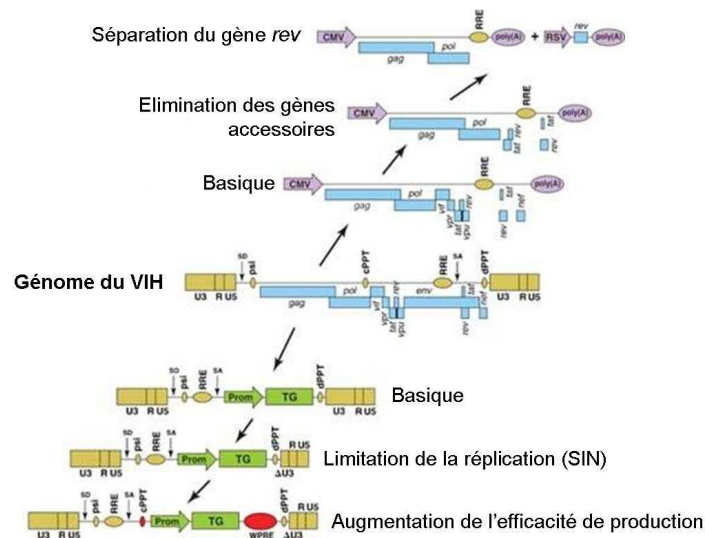 Séparation du gène rev
CMV gag pol RRE poly(A) + RSV rev poly(A)
Elimination des gènes
accessoires
CMV gag pol tat rev RRE tat rev poly(A)
Basique
CMV gag pol vif vpr tat vpu rev RRE tat rev nef poly(A)
Génome du VIH
U3 R U5 SD psi gag pol cPPT vif vpr tat vpu rev env RRE SA tat rev nef dPPT U3 R U5
U3 R U5 SD psi RRE SA Prom TG dPPT U3 R U5
Basique
U3 R U5 SD psi RRE SA Prom TG dPPT ΔU3 R U5
Limitation de la réplication (SIN)
U3 R U5 SD psi RRE SA cPPT Prom TG WPRE dPPT ΔU3 R U5
Augmentation de l'efficacité de production